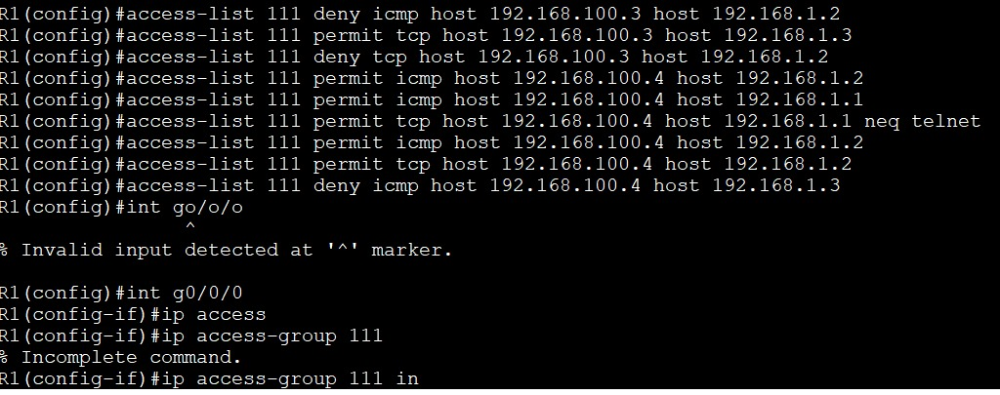 R1(config)#access-list 111 deny icmp host 192.168.100.3 host 192.168.1.2
R1(config)#access-list 111 permit tcp host 192.168.100.3 host 192.168.1.3
R1(config)#access-list 111 deny tcp host 192.168.100.3 host 192.168.1.2
R1(config)#access-list 111 permit icmp host 192.168.100.4 host 192.168.1.2
R1(config)#access-list 111 permit icmp host 192.168.100.4 host 192.168.1.1
R1(config)#access-list 111 permit tcp host 192.168.100.4 host 192.168.1.1 neq telnet
R1(config)#access-list 111 permit icmp host 192.168.100.4 host 192.168.1.2
R1(config)#access-list 111 permit tcp host 192.168.100.4 host 192.168.1.2
R1(config)#access-list 111 deny icmp host 192.168.100.4 host 192.168.1.3
R1(config)#int go/o/o
^
% Invalid input detected at '^' marker.
R1(config)#int g0/0/0
R1(config-if)#ip access
R1(config-if)#ip access-group 111
% Incomplete command.
R1(config-if)#ip access-group 111 in